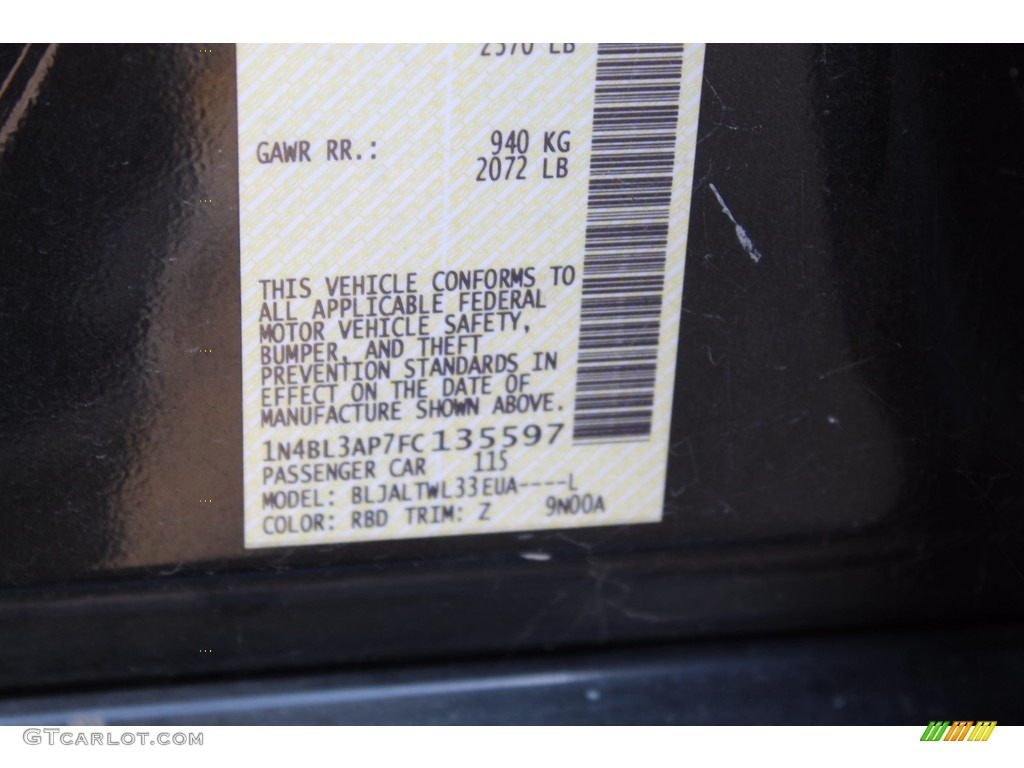 2570 LB
GAWR RR.: 940 KG
2072 LB
THIS VEHICLE CONFORMS TO
ALL APPLICABLE FEDERAL
MOTOR VEHICLE SAFETY,
BUMPER, AND THEFT
PREVENTION STANDARDS IN
EFFECT ON THE DATE OF
MANUFACTURE SHOWN ABOVE.
1N4BL3AP7FC135597
PASSENGER CAR 115
MODEL: BLJALTWL33EUA----L
COLOR: RBD TRIM: Z 9N00A
GTCARLOT.COM